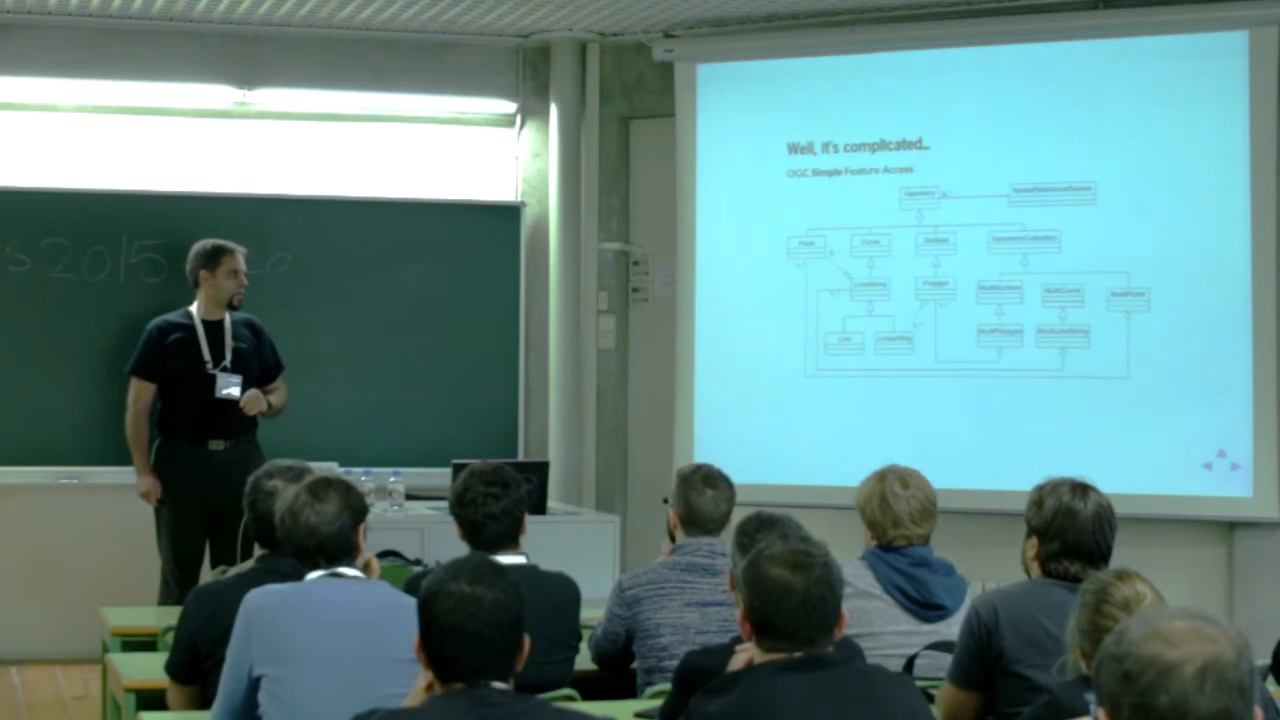 s2015
Well, it's complicated...
OGC Simple Feature Access
Geometry
SpatialReferenceSystem
Point
Curve
Surface
GeometryCollection
LineString
Polygon
MultiSurface
MultiCurve
MultiPoint
Line
LinearRing
MultiPolygon
MultiLineString